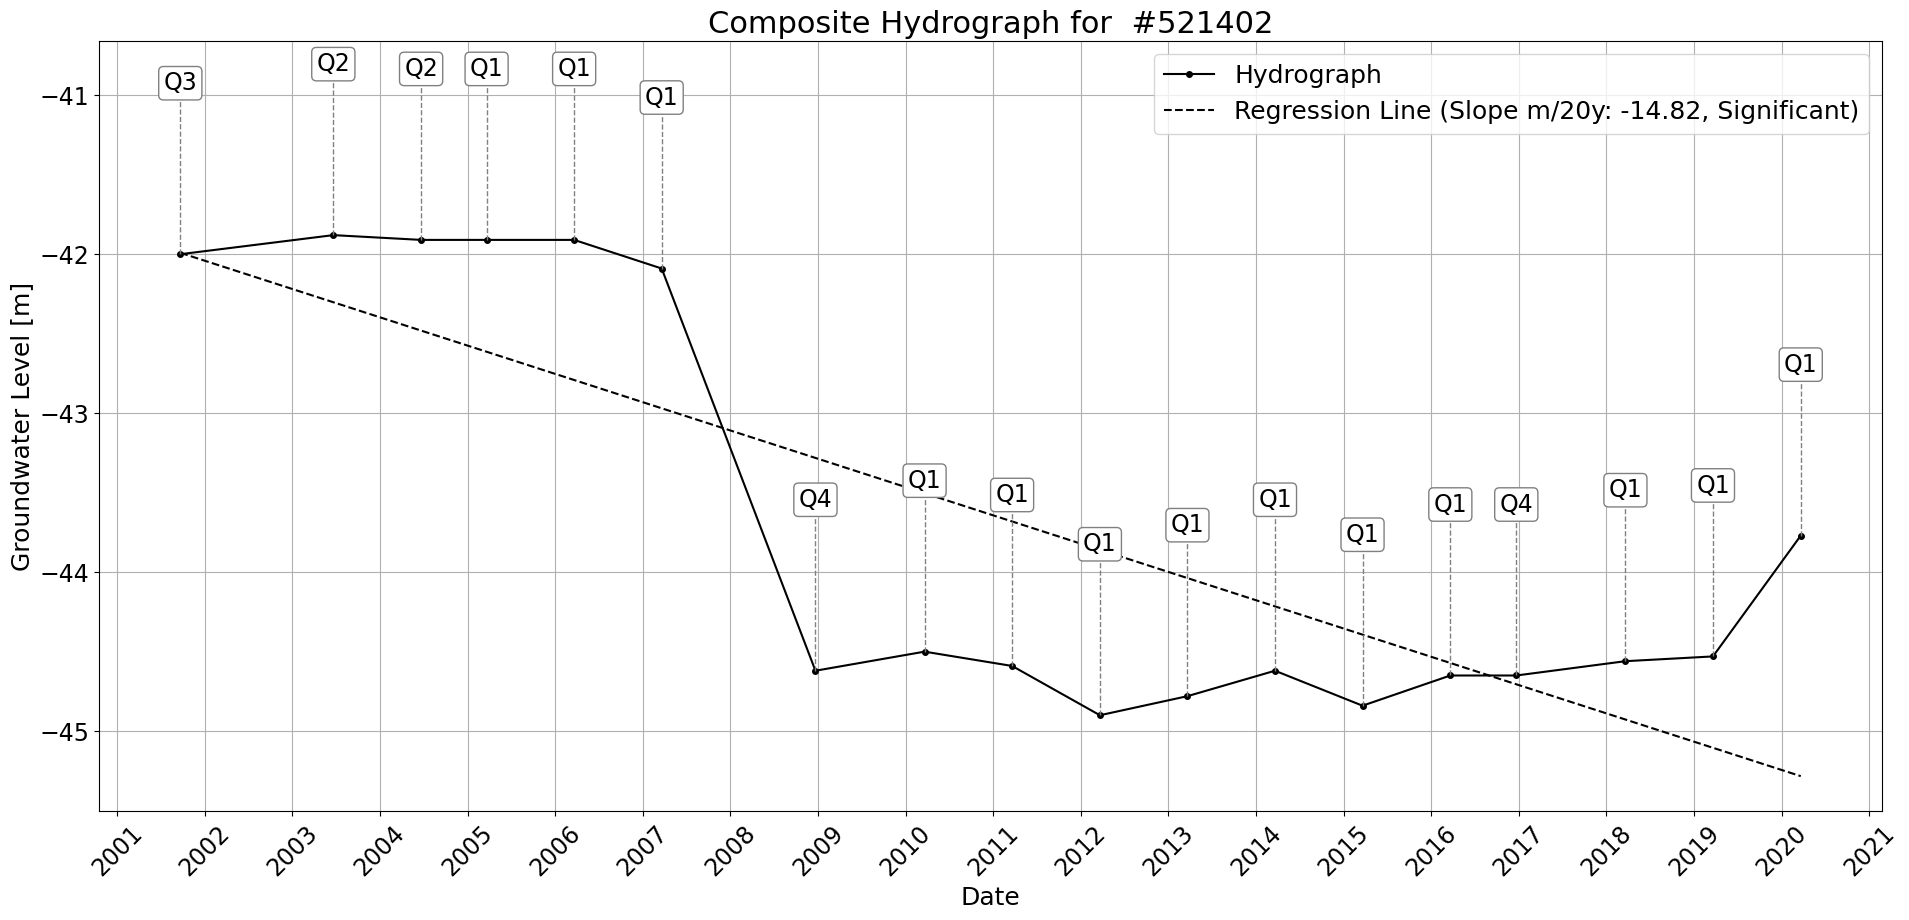 Composite Hydrograph for  #521402
Hydrograph
Regression Line (Slope m/20y: -14.82, Significant)
Q3
Q2
Q2
Q1
Q1
Q1
Q4
Q1
Q1
Q1
Q1
Q1
Q1
Q1
Q4
Q1
Q1
Q1
Groundwater Level [m]
−41
−42
−43
−44
−45
2001
2002
2003
2004
2005
2006
2007
2008
2009
2010
2011
2012
2013
2014
2015
2016
2017
2018
2019
2020
2021
Date